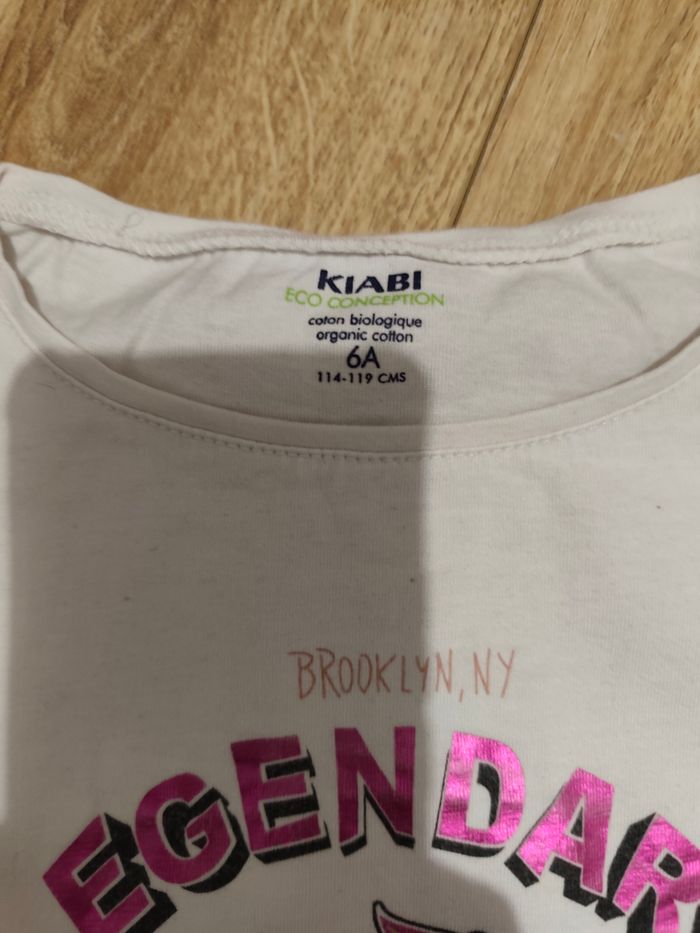 KIABI
ECO CONCEPTION
coton biologique
organic cotton
6A
114-119 CMS
BROOKLYN, NY
EGENDAR